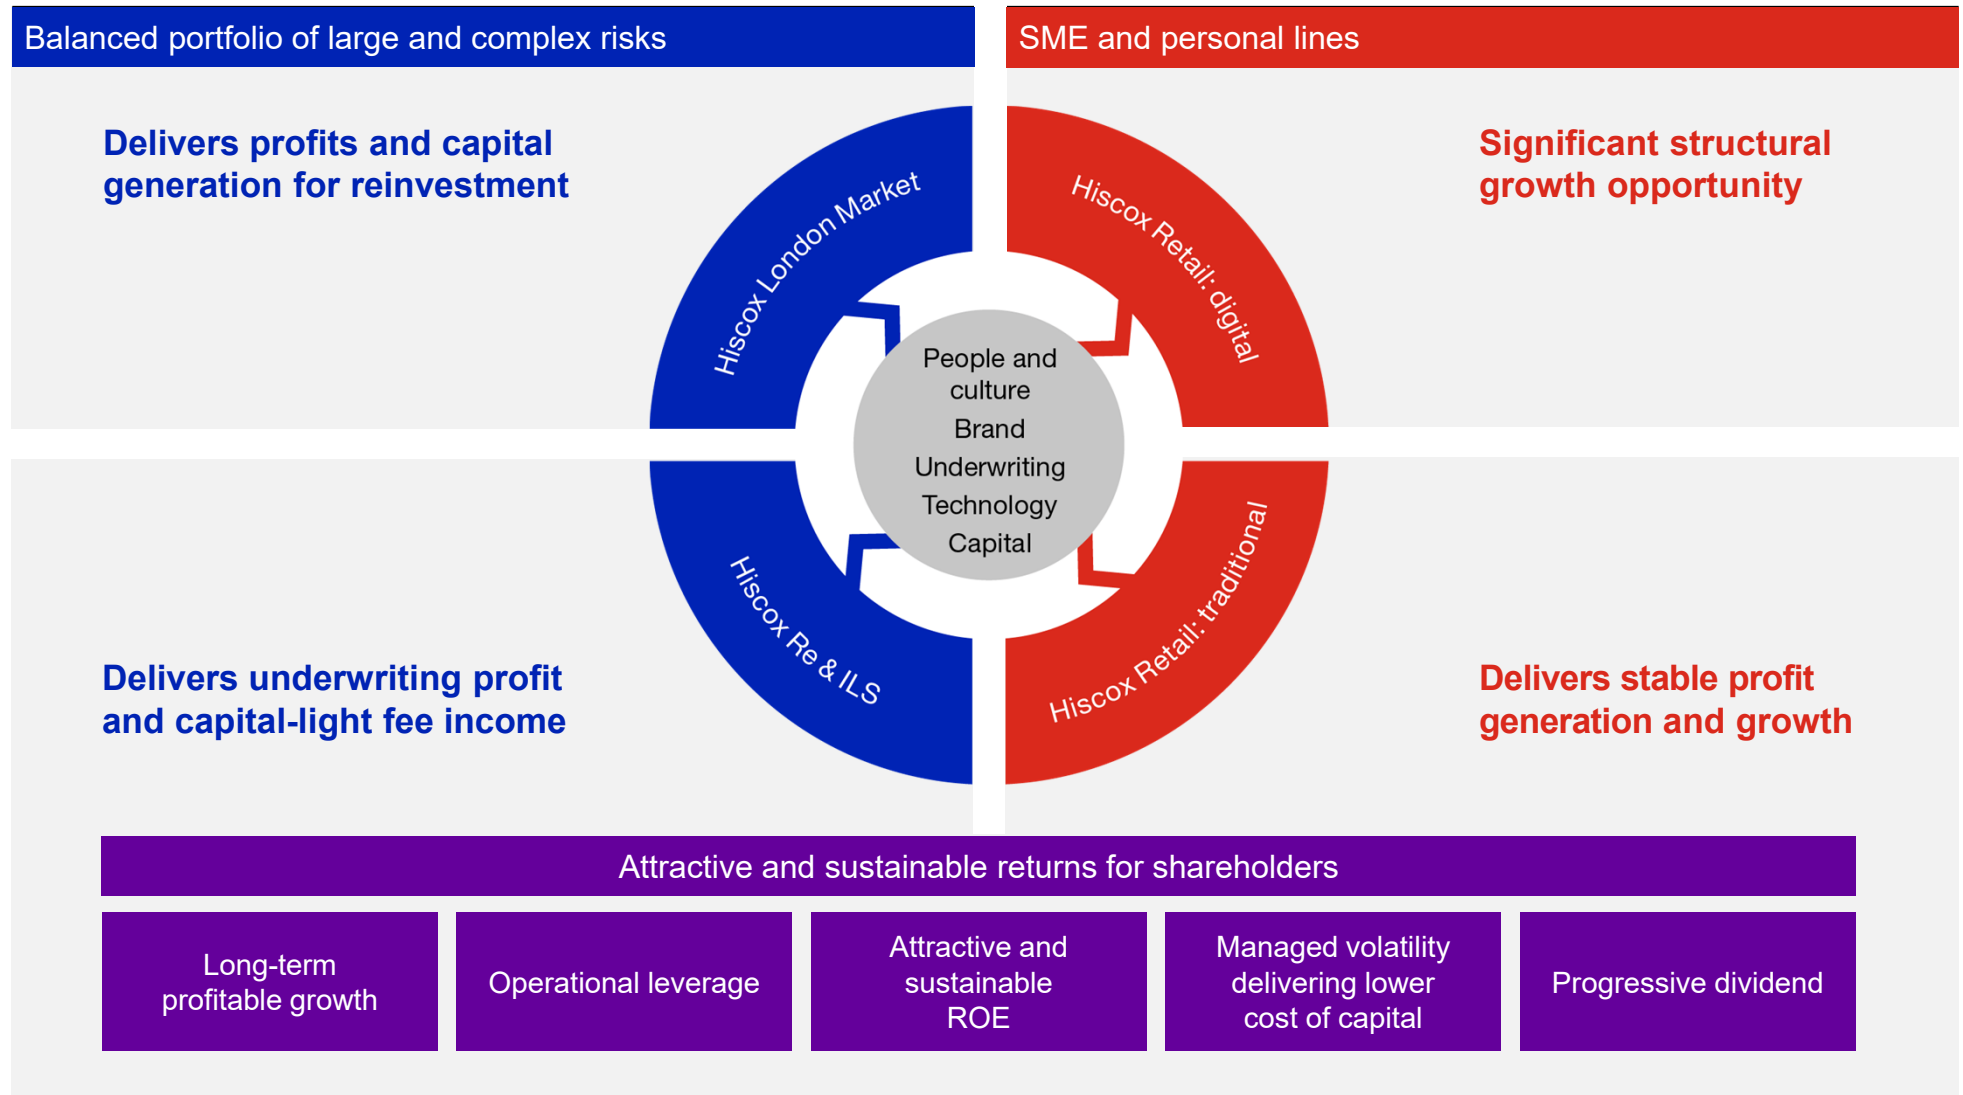 Balanced portfolio of large and complex risks
SME and personal lines
Delivers profits and capital
generation for reinvestment
Significant structural
growth opportunity
Hiscox London Market
Hiscox Retail: digital
People and
culture
Brand
Underwriting
Technology
Capital
Hiscox Re & ILS
Hiscox Retail: traditional
Delivers underwriting profit
and capital-light fee income
Delivers stable profit
generation and growth
Attractive and sustainable returns for shareholders
Long-term
profitable growth
Operational leverage
Attractive and
sustainable
ROE
Managed volatility
delivering lower
cost of capital
Progressive dividend